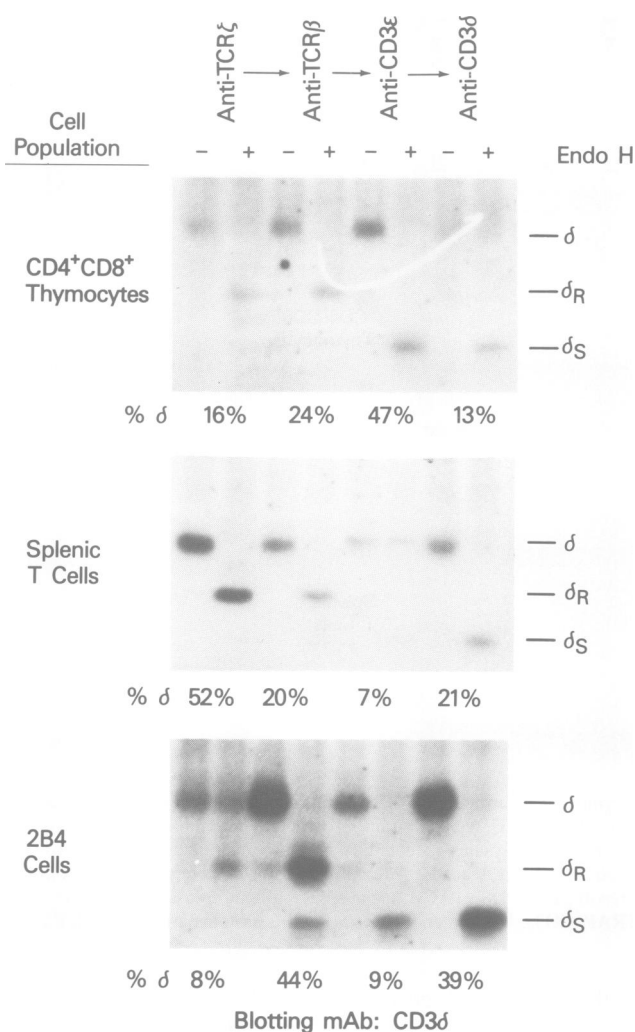 Anti-TCRζ → Anti-TCRβ → Anti-CD3ε → Anti-CD3δ
Cell
Population
− + − + − + − + Endo H
CD4+CD8+
Thymocytes
δ
δR
δS
% δ 16% 24% 47% 13%
Splenic
T Cells
δ
δR
δS
% δ 52% 20% 7% 21%
2B4
Cells
δ
δR
δS
% δ 8% 44% 9% 39%
Blotting mAb: CD3δ